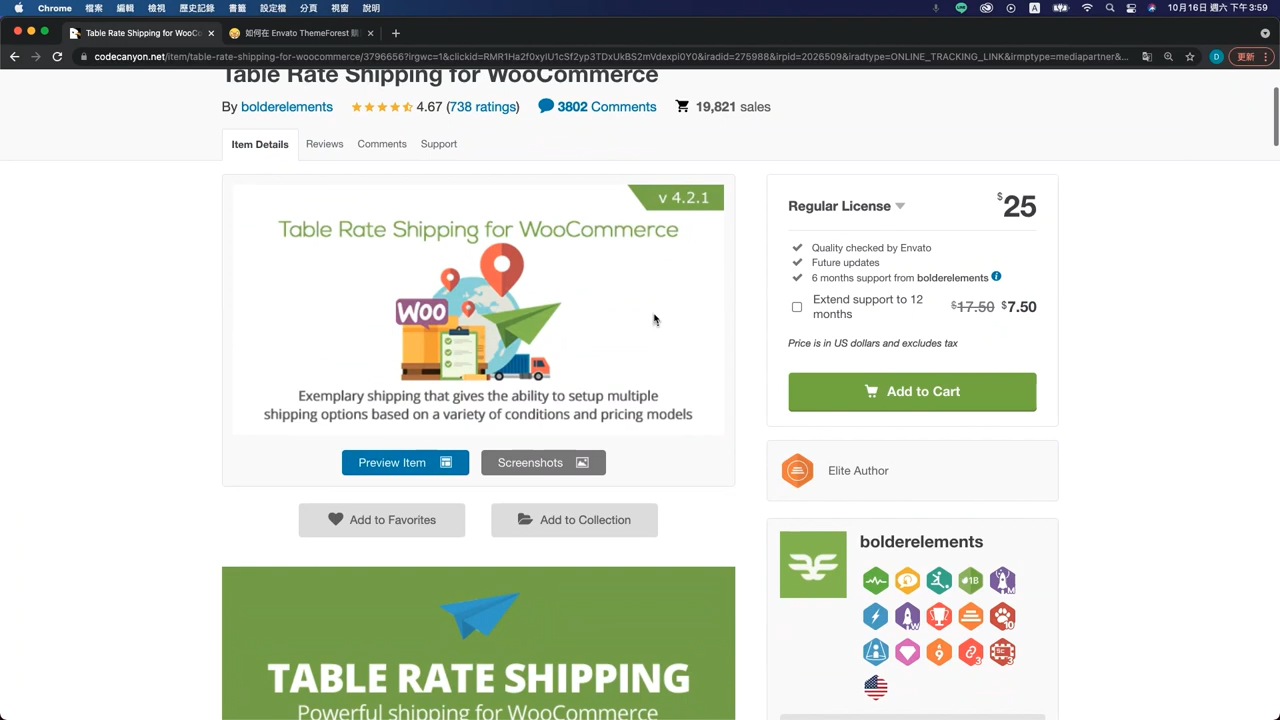 Chrome 檔案 編輯 顯示方式 歷史記錄 書籤 設定檔 分頁 視窗 說明 A 10月16日 週六 下午 3:59
Table Rate Shipping for WooC
如何在 Envato ThemeForest 購
codecanyon.net/item/table-rate-shipping-woocommerce/3796656?irgwc=1&clickid=RMR1Ha2f0xyIU1cSf2yp3TDxUkBS2mVdexpi0Y0&iradid=275988&irpid=2026509&iradtype=ONLINE_TRACKING_LINK&irmptype=mediapartner&... D 更新
Table Rate Shipping for WooCommerce
By bolderelements 4.67 (738 ratings) 3802 Comments 19,821 sales
Item Details Reviews Comments Support
v 4.2.1
Table Rate Shipping for WooCommerce
WOO
Exemplary shipping that gives the ability to setup multiple
shipping options based on a variety of conditions and pricing models
Preview Item Screenshots
Add to Favorites Add to Collection
TABLE RATE SHIPPING
Powerful shipping for WooCommerce
Regular License $25
Quality checked by Envato
Future updates
6 months support from bolderelements
Extend support to 12
months $17.50 $7.50
Price is in US dollars and excludes tax
Add to Cart
Elite Author
bolderelements